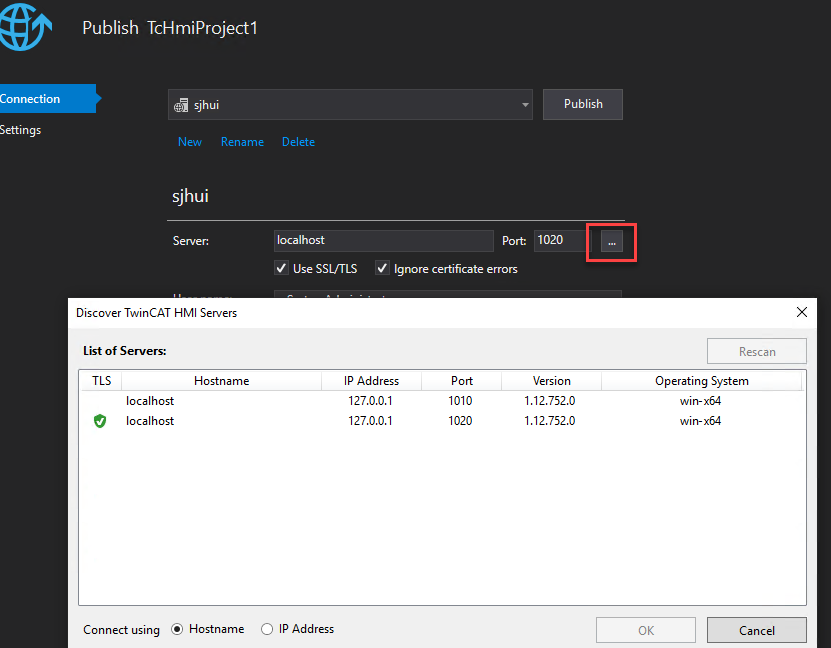 Publish TcHmiProject1
Connection
Settings
sjhui
Publish
New Rename Delete
sjhui
Server: localhost Port: 1020 ...
Use SSL/TLS Ignore certificate errors
Discover TwinCAT HMI Servers
List of Servers: Rescan
TLS Hostname IP Address Port Version Operating System
localhost 127.0.0.1 1010 1.12.752.0 win-x64
localhost 127.0.0.1 1020 1.12.752.0 win-x64
Connect using Hostname IP Address OK Cancel